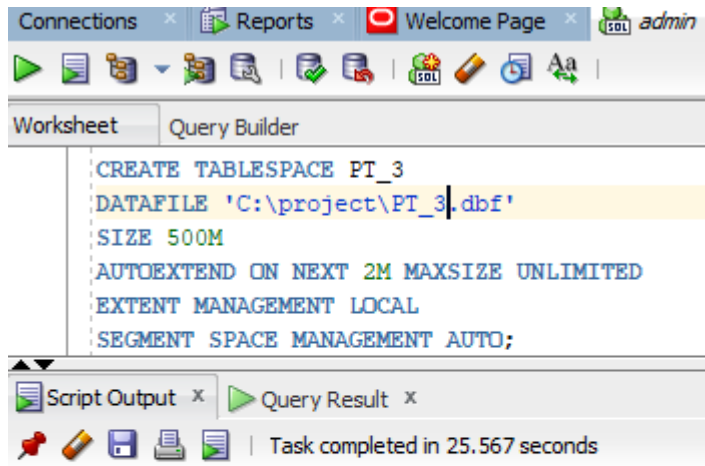 Connections Reports Welcome Page admin
Worksheet Query Builder
CREATE TABLESPACE PT_3
DATAFILE 'C:\project\PT_3.dbf'
SIZE 500M
AUTOEXTEND ON NEXT 2M MAXSIZE UNLIMITED
EXTENT MANAGEMENT LOCAL
SEGMENT SPACE MANAGEMENT AUTO;
Script Output x Query Result x
Task completed in 25.567 seconds